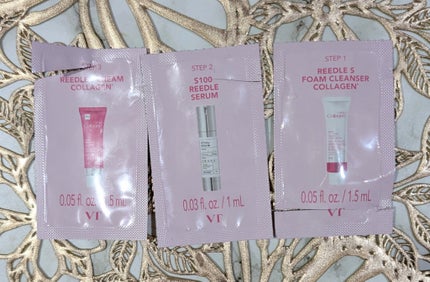 STEP
REEDLE CREAM
COLLAGEN
0.05 fl. oz. / 1.5 mL
VT
STEP 2
S100
REEDLE
SERUM
0.03 fl. oz / 1 mL
VT
STEP 1
REEDLE S
FOAM CLEANSER
COLLAGEN
0.05 fl. oz. / 1.5 mL
VT